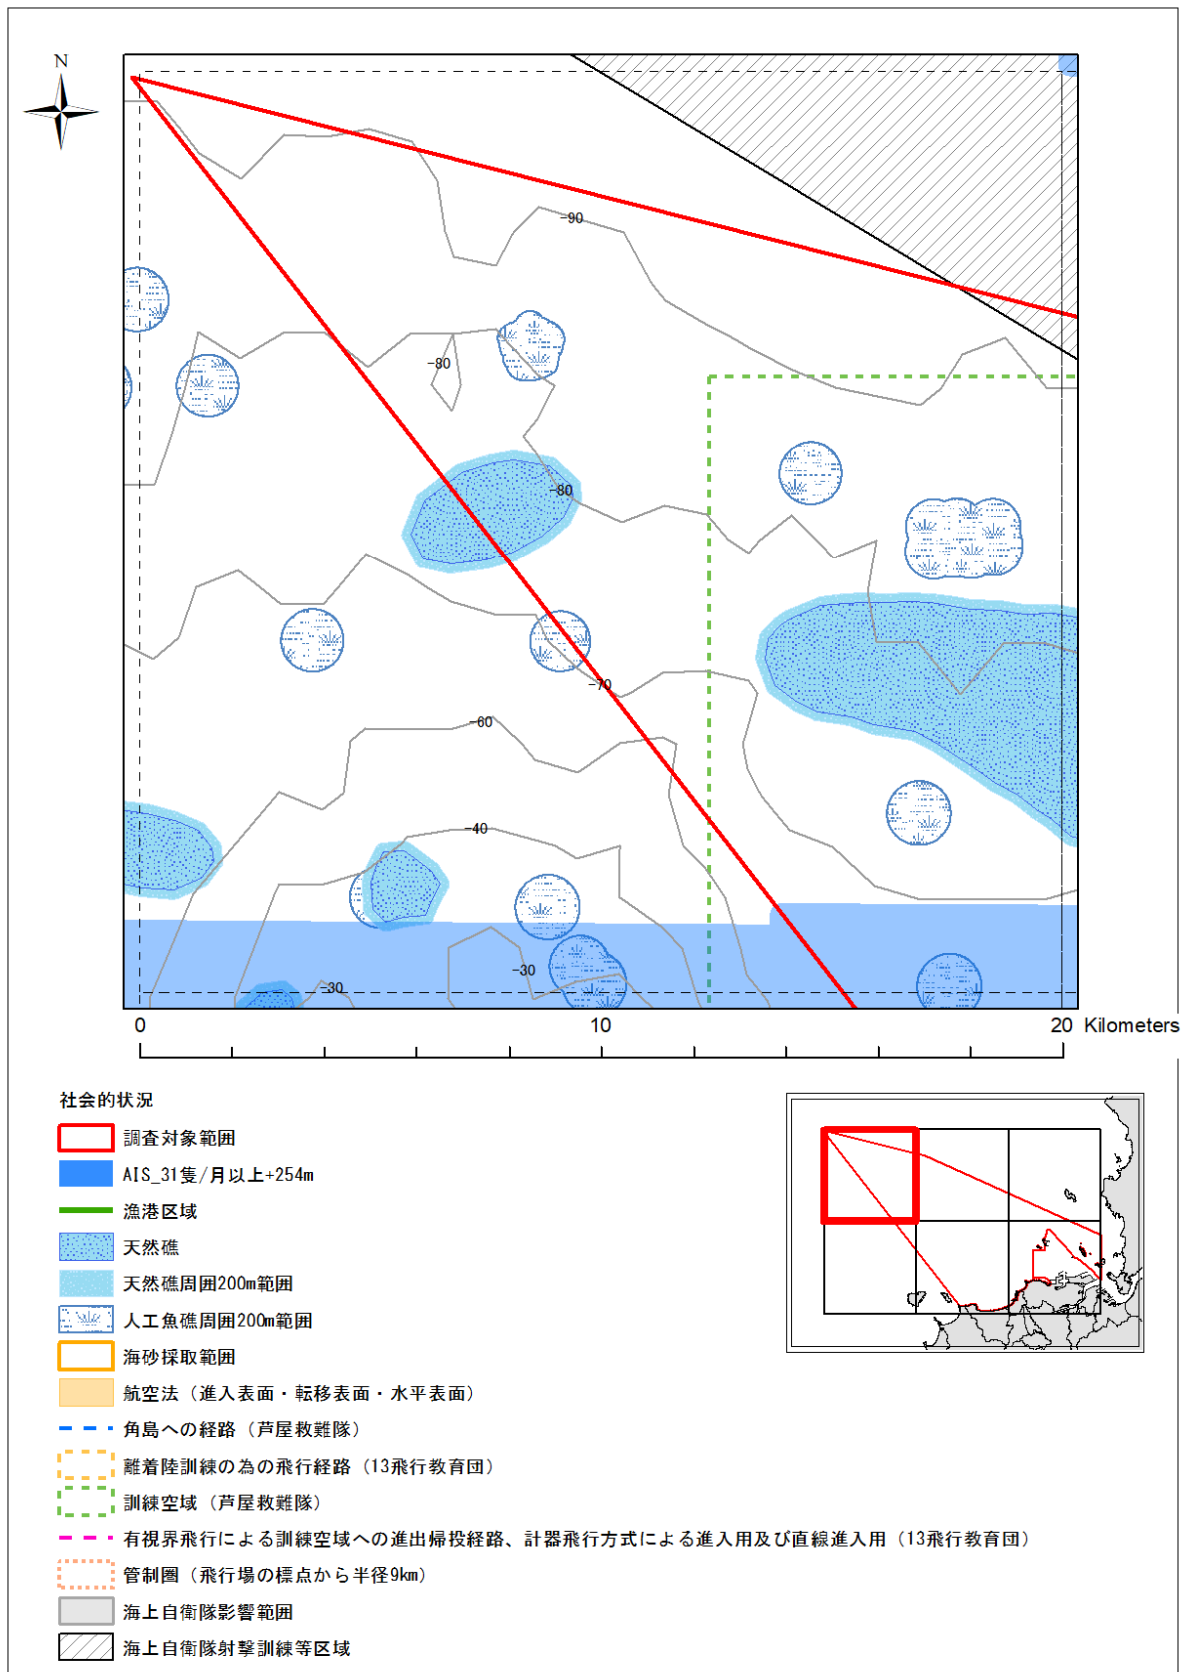 N
-90
-80
-80
-70
-60
-40
-30
-30
0 10 20 Kilometers
社会的状況
調査対象範囲
AIS_31隻/月以上+254m
漁港区域
天然礁
天然礁周囲200m範囲
人工魚礁周囲200m範囲
海砂採取範囲
航空法（進入表面・転移表面・水平表面）
角島への経路（芦屋救難隊）
離着陸訓練の為の飛行経路（13飛行教育団）
訓練空域（芦屋救難隊）
有視界飛行による訓練空域への進出帰投経路、計器飛行方式による進入用及び直線進入用（13飛行教育団）
管制圏（飛行場の標点から半径9km）
海上自衛隊影響範囲
海上自衛隊射撃訓練等区域